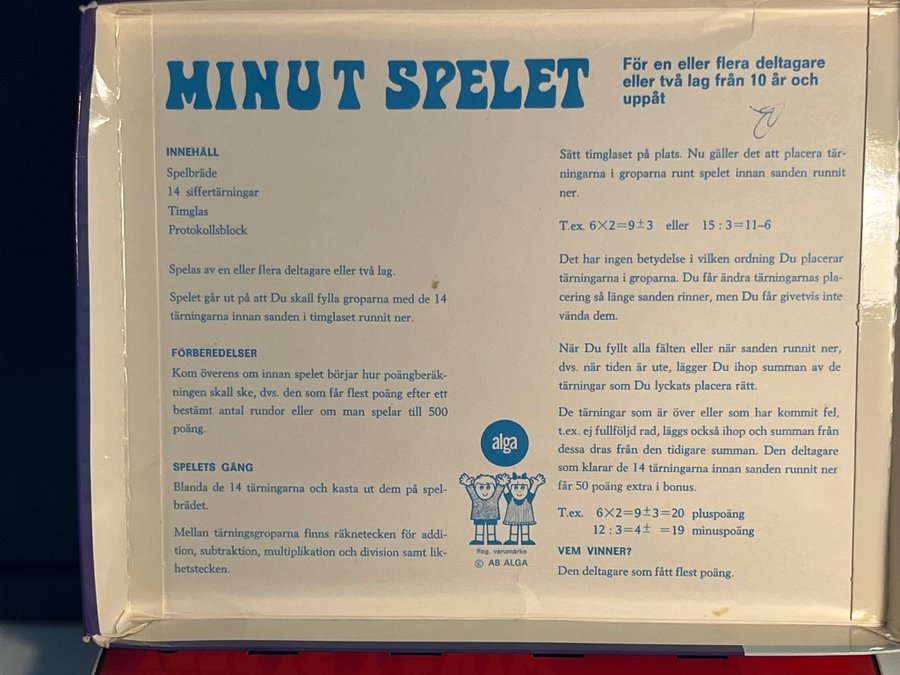 MINUT SPELET
För en eller flera deltagare
eller två lag från 10 år och
uppåt
INNEHÅLL
Spelbräde
14 siffertärningar
Timglas
Protokollsblock
Spelas av en eller flera deltagare eller två lag.
Spelet går ut på att Du skall fylla groparna med de 14
tärningarna innan sanden i timglaset runnit ner.
FÖRBEREDELSER
Kom överens om innan spelet börjar hur poängberäk-
ningen skall ske, dvs. den som får flest poäng efter ett
bestämt antal rundor eller om man spelar till 500
poäng.
SPELETS GÅNG
Blanda de 14 tärningarna och kasta ut dem på spel-
brädet.
Mellan tärningsgroparna finns räknetecken för addi-
tion, subtraktion, multiplikation och division samt lik-
hetstecken.
alga
Reg. varumärke
© AB ALGA
Sätt timglaset på plats. Nu gäller det att placera tär-
ningarna i groparna runt spelet innan sanden runnit
ner.
T.ex. 6×2=9±3 eller 15:3=11–6
Det har ingen betydelse i vilken ordning Du placerar
tärningarna i groparna. Du får ändra tärningarnas pla-
cering så länge sanden rinner, men Du får givetvis inte
vända dem.
När Du fyllt alla fälten eller när sanden runnit ner,
dvs. när tiden är ute, lägger Du ihop summan av de
tärningar som Du lyckats placera rätt.
De tärningar som är över eller som har kommit fel,
t.ex. ej fullföljd rad, läggs också ihop och summan från
dessa dras från den tidigare summan. Den deltagare
som klarar de 14 tärningarna innan sanden runnit ner
får 50 poäng extra i bonus.
T.ex. 6×2=9±3=20 pluspoäng
12:3=4± =19 minuspoäng
VEM VINNER?
Den deltagare som fått flest poäng.